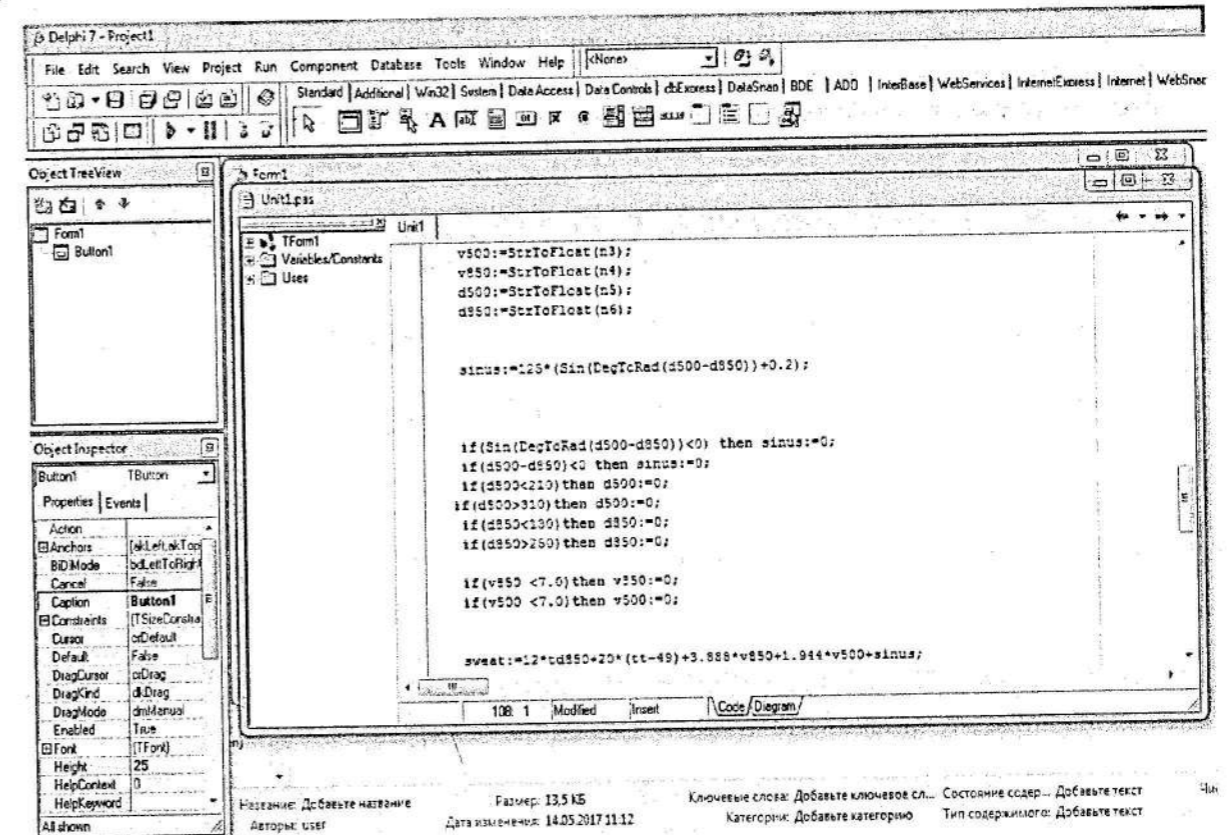 Delphi 7 - Project1
File Edit Search View Project Run Component Database Tools Window Help <None>
Standard Additional Win32 System Data Access Data Controls dbExpress DataSnap BDE ADO InterBase WebServices InternetExpress Internet WebSnap
Object TreeView
Form1
Button1
Form1
Unit1.pas
TForm1
Variables/Constants
Uses
Unit1
v500:=StrToFloat(n3);
v850:=StrToFloat(n4);
d500:=StrToFloat(n5);
d850:=StrToFloat(n6);
sinus:=125*(Sin(DegToRad(d500-d850))+0.2);
if(Sin(DegToRad(d500-d850))<0) then sinus:=0;
if(d500-d850)<0 then sinus:=0;
if(d500<210)then d500:=0;
if(d500>310)then d500:=0;
if(d850<130)then d850:=0;
if(d850>250)then d850:=0;
if(v850 <7.6)then v850:=0;
if(v500 <7.6)then v500:=0;
sweat:=12*td850+20*(tt-49)+3.888*v850+1.944*v500+sinus;
108: 1 Modified Insert Code Diagram
Object Inspector
Button1 TButton
Properties Events
Action
Anchors [akLeft,akTop
BiDiMode bdLeftToRight
Cancel False
Caption Button1
Constraints (TSizeConstra
Cursor crDefault
Default False
DragCursor crDrag
DragKind dkDrag
DragMode dmManual
Enabled True
Font (TFont)
Height 25
HelpContext 0
HelpKeyword
All shown
Название: Добавьте название Размер: 13,5 КБ Ключевые слова: Добавьте ключевое сл... Состояние содер... Добавьте текст
Авторы: user Дата изменения: 14.05.2017 11:12 Категории: Добавьте категорию Тип содержимого: Добавьте текст